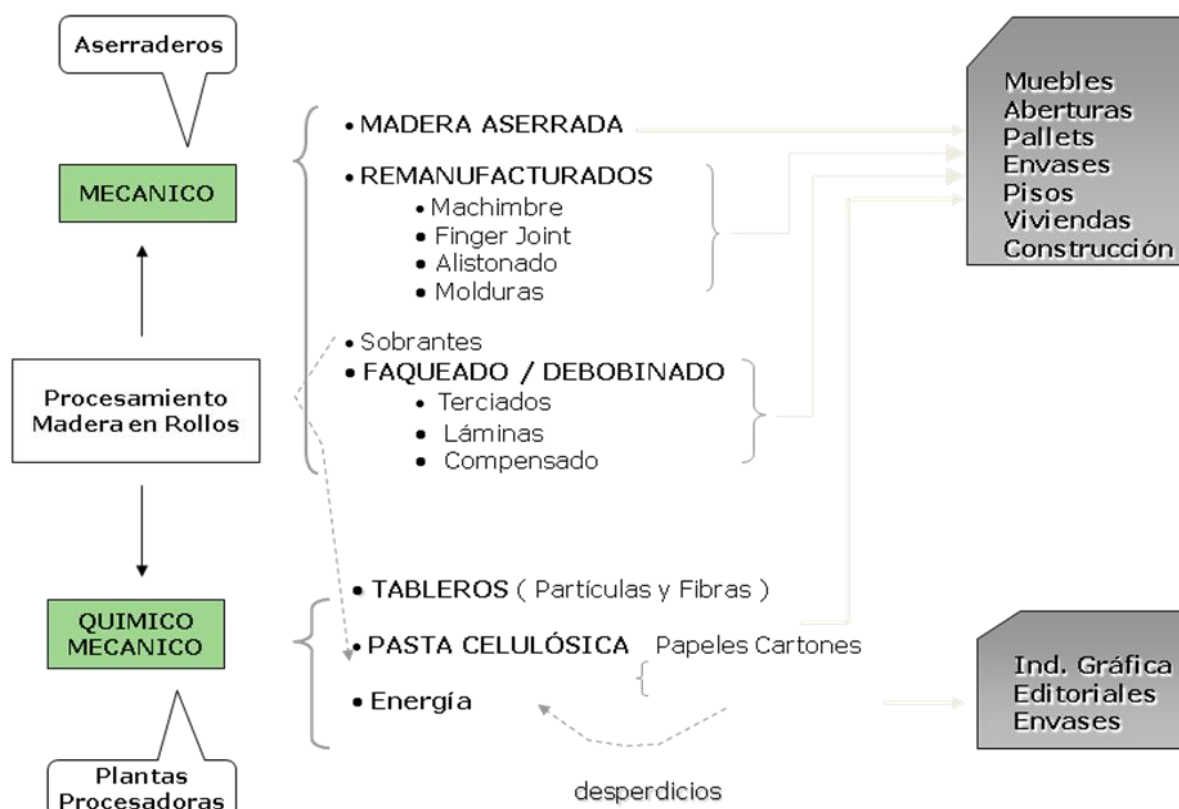 Aserraderos
MECANICO
Procesamiento
Madera en Rollos
QUIMICO
MECANICO
Plantas
Procesadoras
• MADERA ASERRADA
• REMANUFACTURADOS
• Machimbre
• Finger Joint
• Alistonado
• Molduras
• Sobrantes
• FAQUEADO / DEBOBINADO
• Terciados
• Láminas
• Compensado
• TABLEROS ( Partículas y Fibras )
• PASTA CELULÓSICA Papeles Cartones
• Energía
desperdicios
Muebles
Aberturas
Pallets
Envases
Pisos
Viviendas
Construcción
Ind. Gráfica
Editoriales
Envases